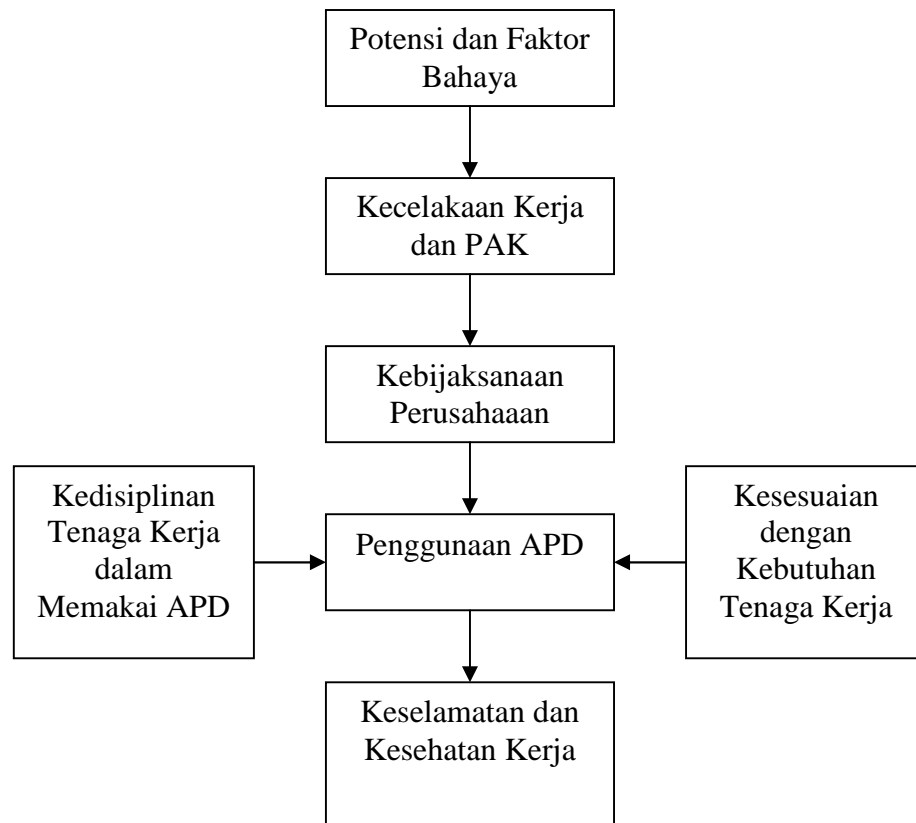 Potensi dan Faktor
Bahaya
Kecelakaan Kerja
dan PAK
Kebijaksanaan
Perusahaaan
Kedisiplinan
Tenaga Kerja
dalam
Memakai APD
Penggunaan APD
Kesesuaian
dengan
Kebutuhan
Tenaga Kerja
Keselamatan dan
Kesehatan Kerja